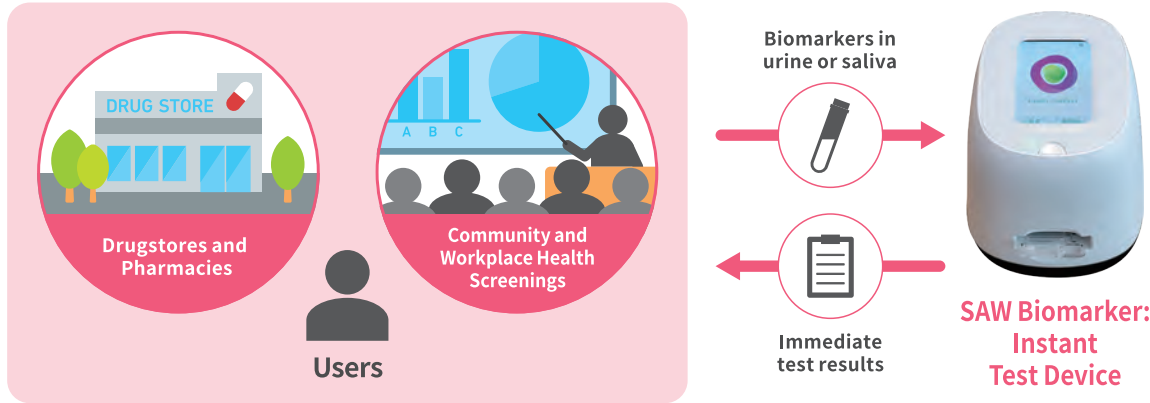 DRUG STORE
Drugstores and
Pharmacies
A B C
Community and
Workplace Health
Screenings
Users
Biomarkers in
urine or saliva
Immediate
test results
SAW Biomarker:
Instant
Test Device